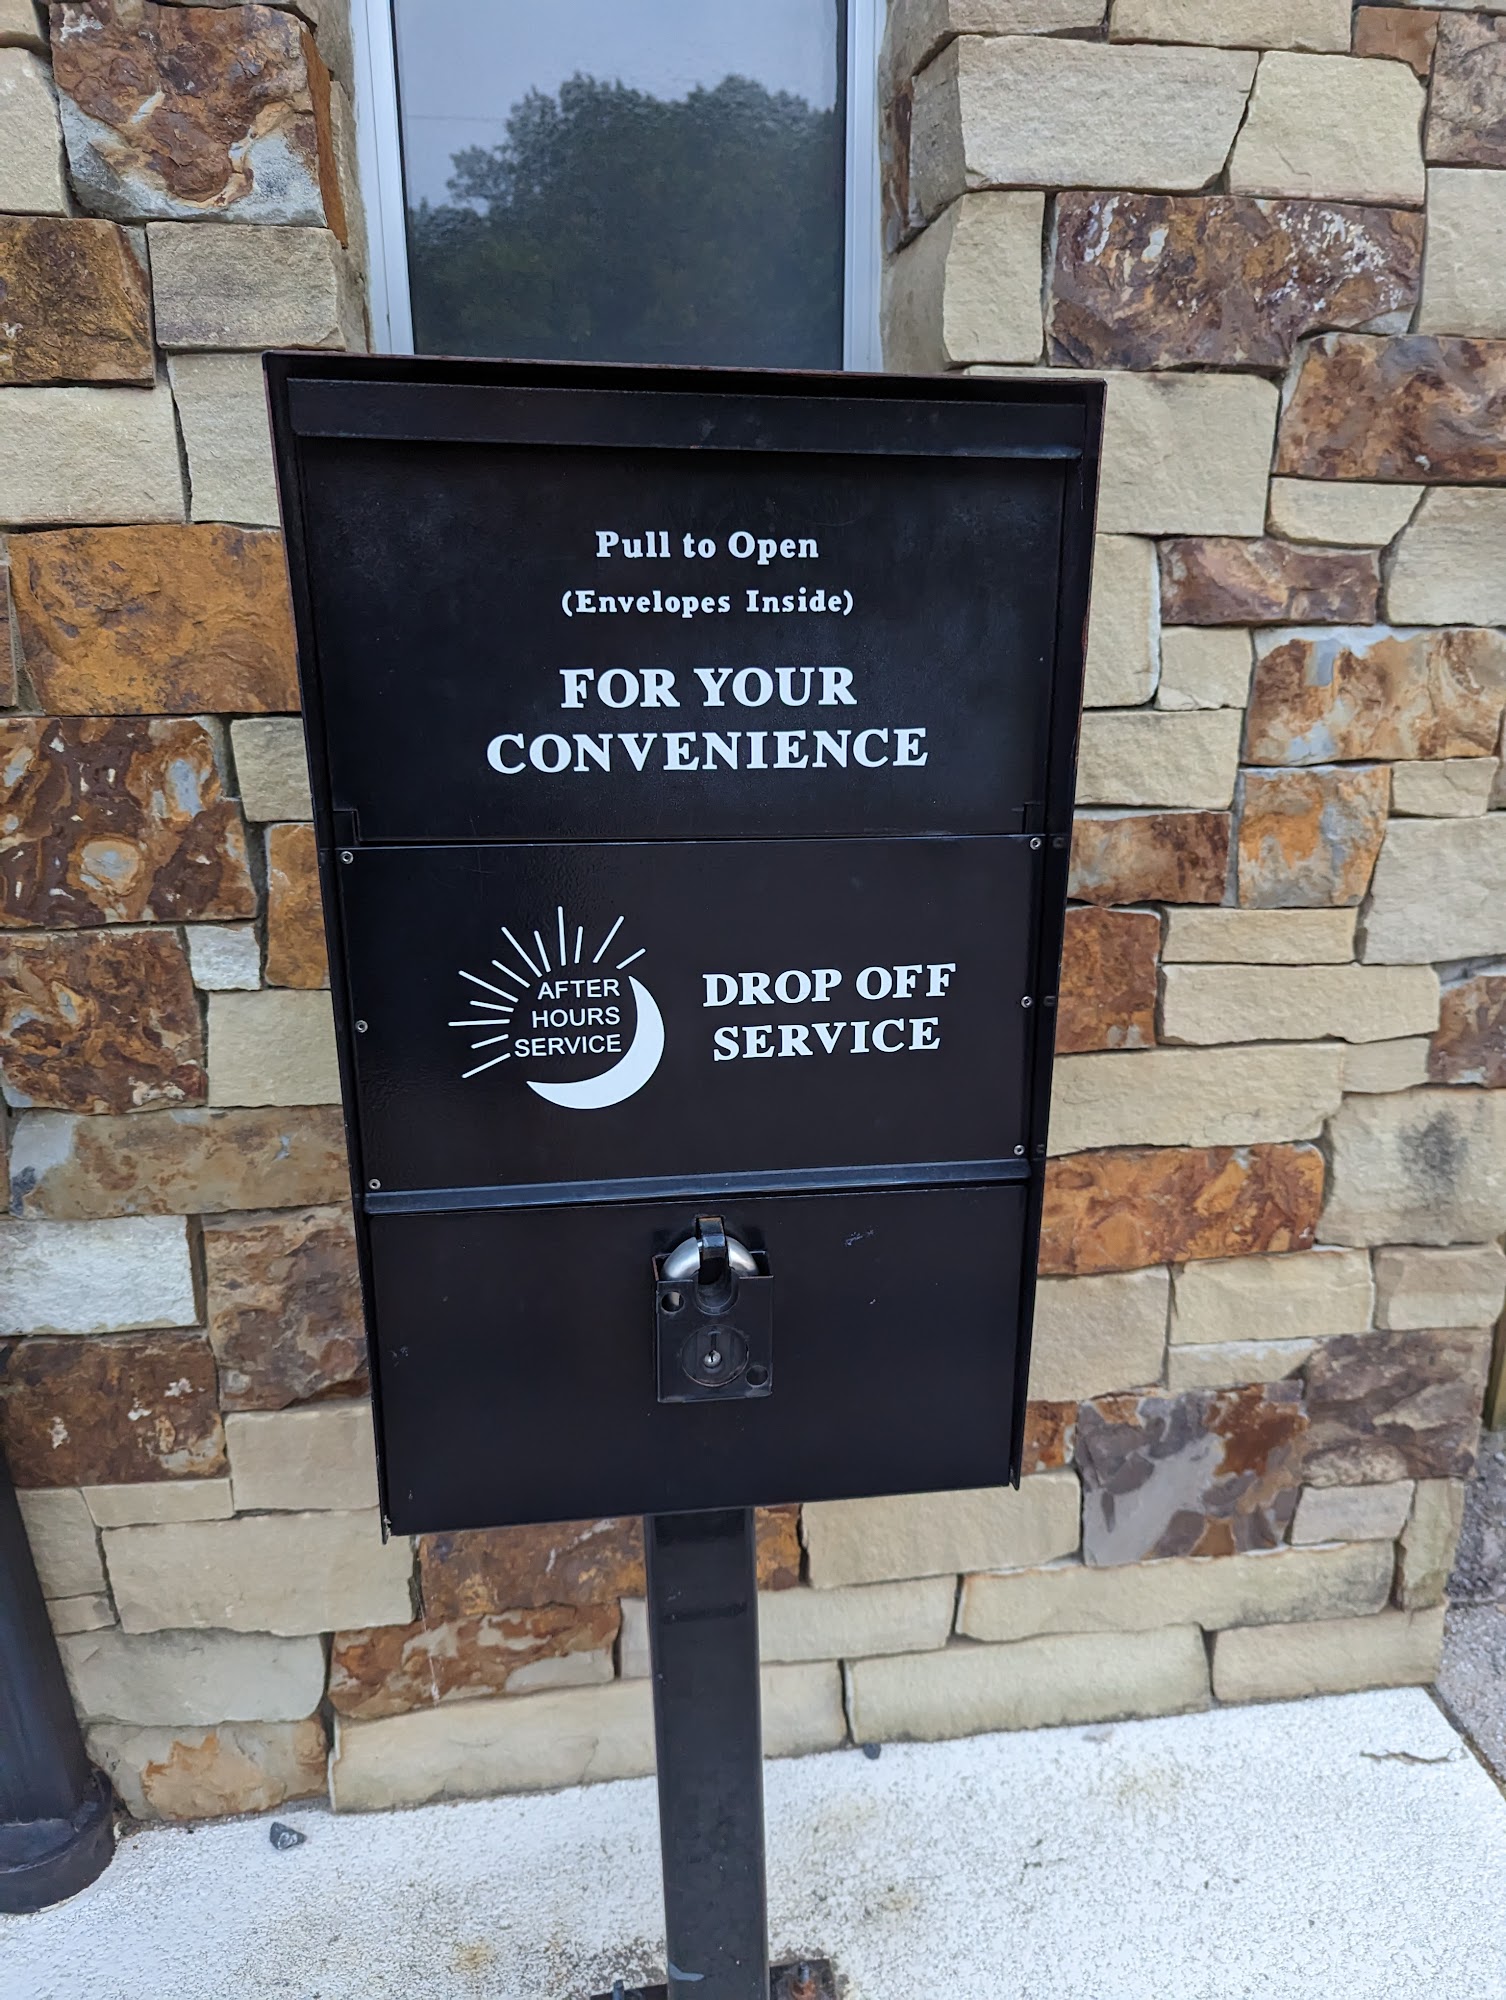 Pull to Open
(Envelopes Inside)
FOR YOUR
CONVENIENCE
AFTER
HOURS
SERVICE
DROP OFF
SERVICE